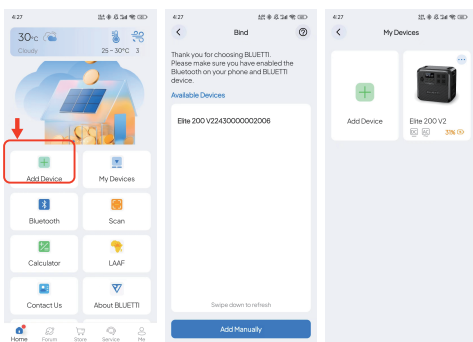 4:27
30°C
Cloudy
25 ~ 30°C 3
Add Device
My Devices
Bluetooth
Scan
Calculator
LAAF
Contact Us
About BLUETTI
Home
Forum
Store
Service
Me
4:27
Bind
Thank you for choosing BLUETTI.
Please make sure you have enabled the
Bluetooth on your phone and BLUETTI
device.
Available Devices
Elite 200 V22430000002006
Swipe down to refresh
Add Manually
4:27
My Devices
Add Device
Elite 200 V2
DC AC 31%